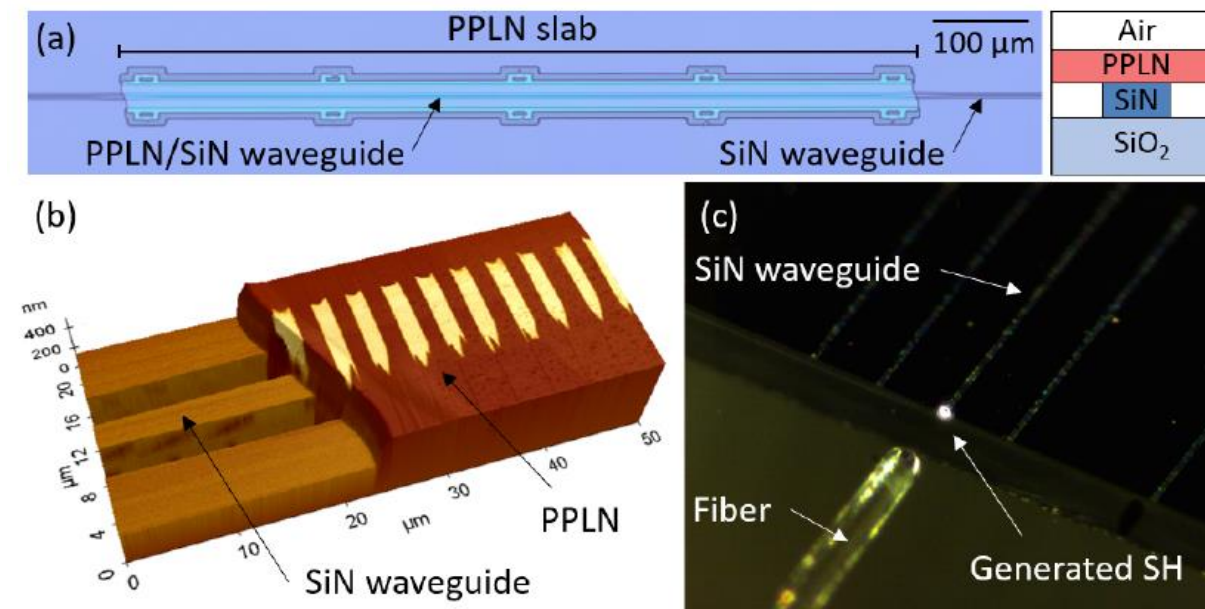 (a)
PPLN slab
100 µm
PPLN/SiN waveguide
SiN waveguide
Air
PPLN
SiN
SiO₂
(b)
nm
400
200
0
20
16
12
8
4
0
µm
0
10
20
30
40
50
µm
PPLN
SiN waveguide
(c)
SiN waveguide
Fiber
Generated SH